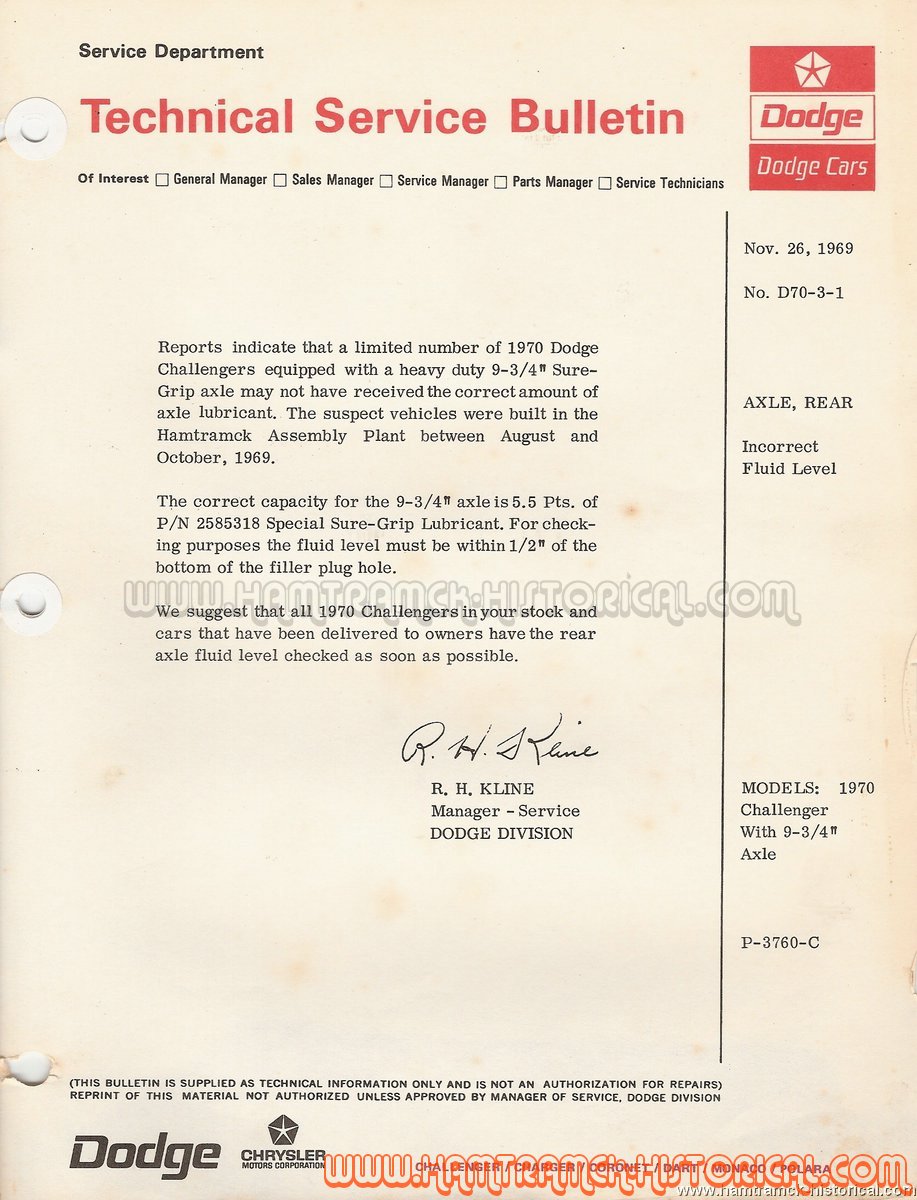 Service Department
Technical Service Bulletin
Dodge
Dodge Cars
Of Interest □ General Manager □ Sales Manager □ Service Manager □ Parts Manager □ Service Technicians
Nov. 26, 1969
No. D70-3-1
Reports indicate that a limited number of 1970 Dodge
Challengers equipped with a heavy duty 9-3/4" Sure-
Grip axle may not have received the correct amount of
axle lubricant. The suspect vehicles were built in the
Hamtramck Assembly Plant between August and
October, 1969.
AXLE, REAR
Incorrect
Fluid Level
The correct capacity for the 9-3/4" axle is 5.5 Pts. of
P/N 2585318 Special Sure-Grip Lubricant. For check-
ing purposes the fluid level must be within 1/2" of the
bottom of the filler plug hole.
www.Hamtramck-Historical.com
We suggest that all 1970 Challengers in your stock and
cars that have been delivered to owners have the rear
axle fluid level checked as soon as possible.
R. H. Kline
R. H. KLINE
Manager - Service
DODGE DIVISION
MODELS: 1970
Challenger
With 9-3/4"
Axle
P-3760-C
(THIS BULLETIN IS SUPPLIED AS TECHNICAL INFORMATION ONLY AND IS NOT AN AUTHORIZATION FOR REPAIRS)
REPRINT OF THIS MATERIAL NOT AUTHORIZED UNLESS APPROVED BY MANAGER OF SERVICE, DODGE DIVISION
Dodge
CHRYSLER
MOTORS CORPORATION
CHALLENGER / CHARGER / CORONET / DART / MONACO / POLARA
www.Hamtramck-Historical.com
www.hamtramck-historical.com